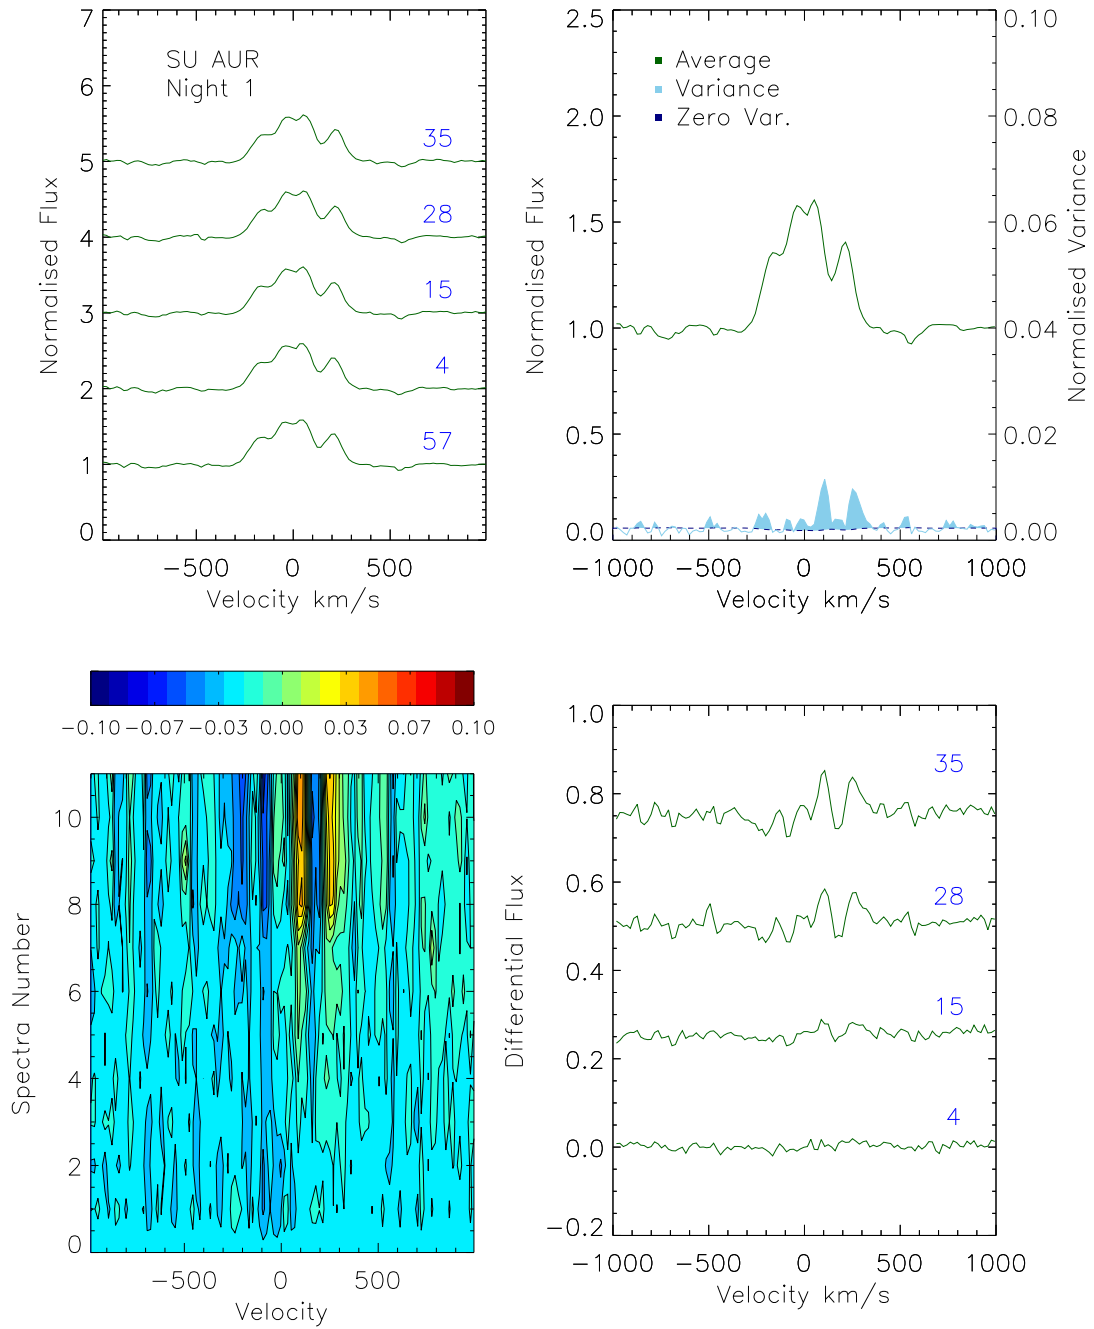 SU AUR
Night 1
7
6
5
4
3
2
1
0
35
28
15
4
57
Normalised Flux
−500 0 500
Velocity km/s
Average
Variance
Zero Var.
2.5
2.0
1.5
1.0
0.5
0.0
Normalised Flux
0.10
0.08
0.06
0.04
0.02
0.00
Normalised Variance
−1000 −500 0 500 1000
Velocity km/s
−0.10 −0.07 −0.03 0.00 0.03 0.07 0.10
10
8
6
4
2
0
Spectra Number
−500 0 500
Velocity
1.0
0.8
0.6
0.4
0.2
0.0
−0.2
35
28
15
4
Differential Flux
−1000 −500 0 500 1000
Velocity km/s